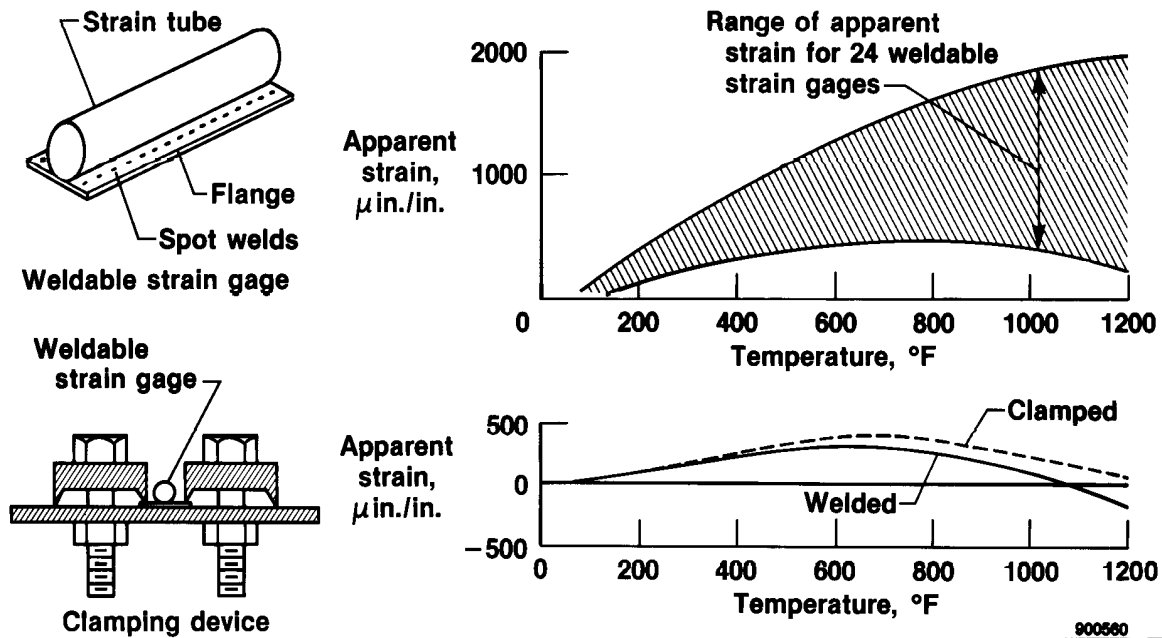 Strain tube
Flange
Spot welds
Weldable strain gage
Range of apparent
strain for 24 weldable
strain gages
2000
1000
Apparent
strain,
μin./in.
0
200
400
600
800
1000
1200
Temperature, °F
Weldable
strain gage
Clamping device
Apparent
strain,
μin./in.
500
0
−500
Clamped
Welded
0
200
400
600
800
1000
1200
Temperature, °F
900560